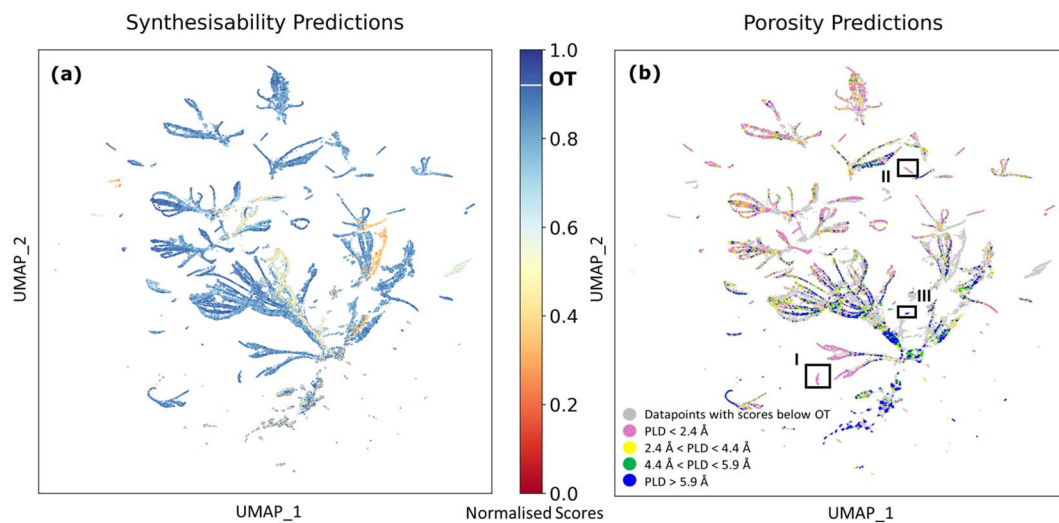 Synthesisability Predictions
Porosity Predictions
(a)
1.0
OT
0.8
0.6
0.4
0.2
0.0
UMAP_2
UMAP_1
Normalised Scores
(b)
II
III
I
Datapoints with scores below OT
PLD < 2.4 Å
2.4 Å < PLD < 4.4 Å
4.4 Å < PLD < 5.9 Å
PLD > 5.9 Å
UMAP_2
UMAP_1